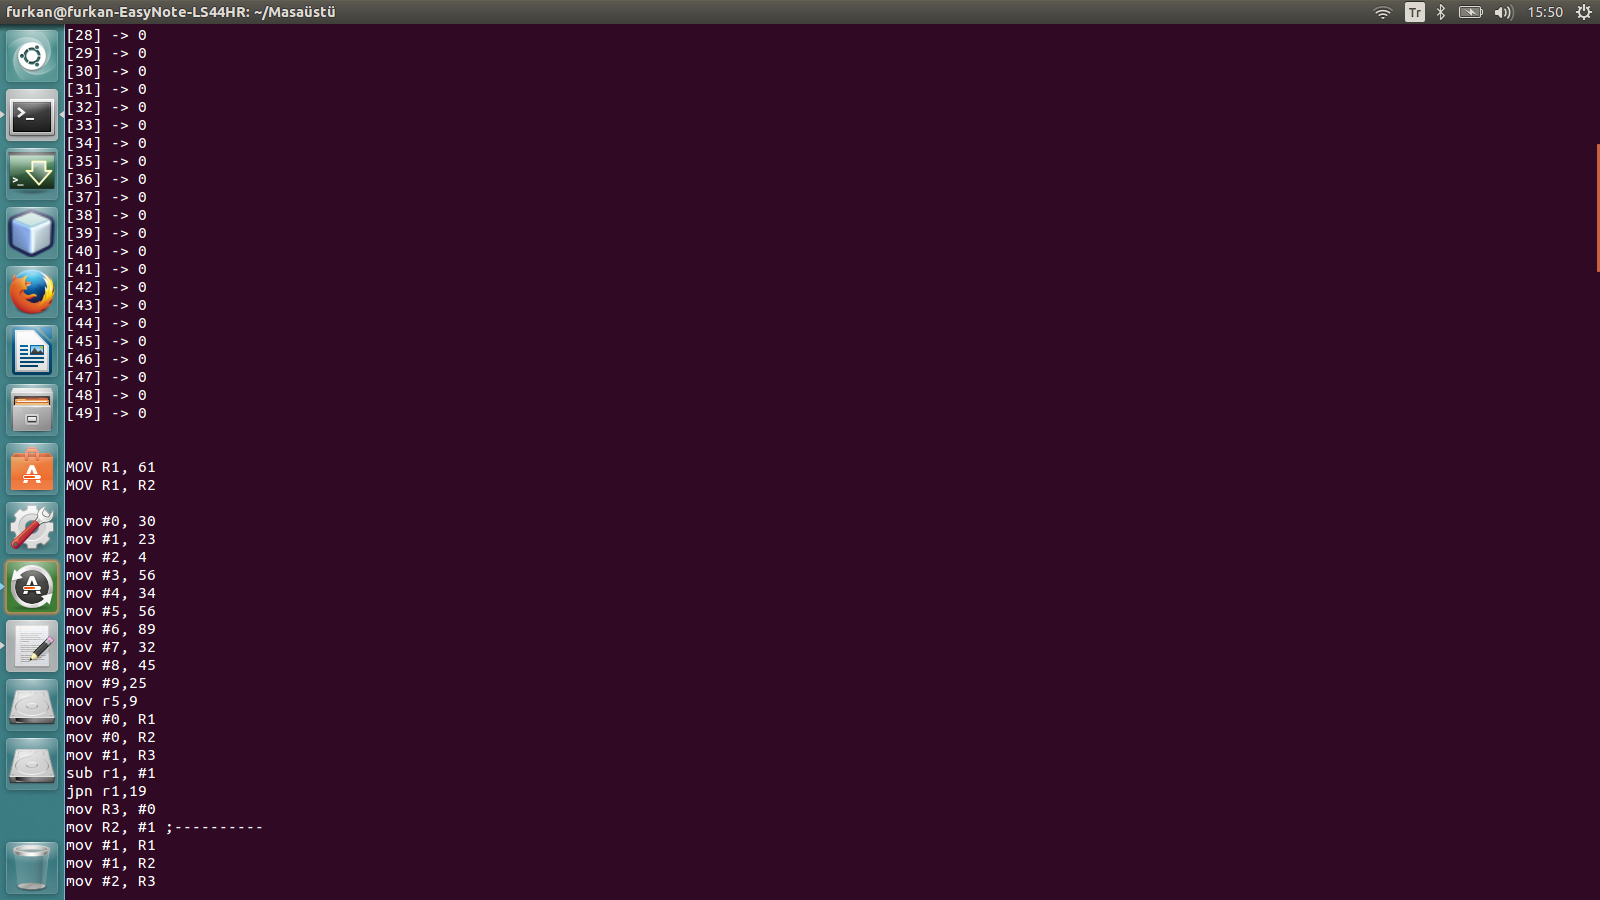 furkan@furkan-EasyNote-LS44HR: ~/Masaüstü
Tr
15:50
[28] -> 0
[29] -> 0
[30] -> 0
[31] -> 0
[32] -> 0
[33] -> 0
[34] -> 0
[35] -> 0
[36] -> 0
[37] -> 0
[38] -> 0
[39] -> 0
[40] -> 0
[41] -> 0
[42] -> 0
[43] -> 0
[44] -> 0
[45] -> 0
[46] -> 0
[47] -> 0
[48] -> 0
[49] -> 0
MOV R1, 61
MOV R1, R2
mov #0, 30
mov #1, 23
mov #2, 4
mov #3, 56
mov #4, 34
mov #5, 56
mov #6, 89
mov #7, 32
mov #8, 45
mov #9,25
mov r5,9
mov #0, R1
mov #0, R2
mov #1, R3
sub r1, #1
jpn r1,19
mov R3, #0
mov R2, #1 ;----------
mov #1, R1
mov #1, R2
mov #2, R3